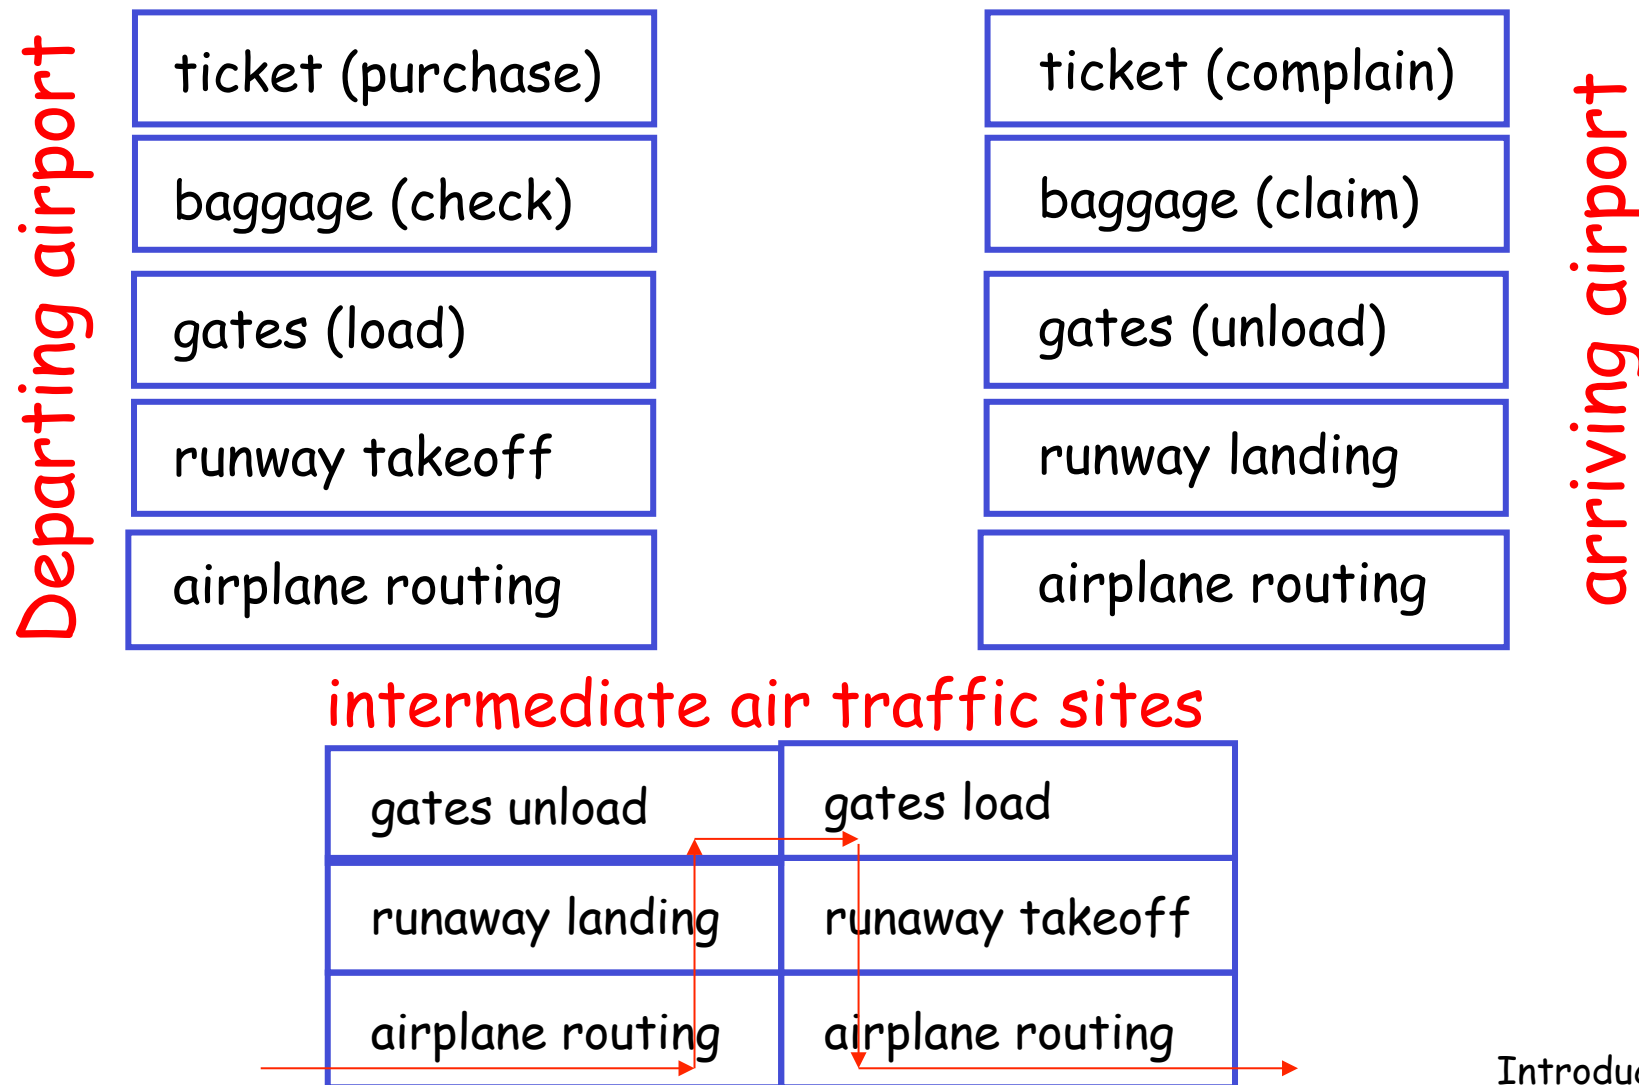 Departing airport
ticket (purchase)
baggage (check)
gates (load)
runway takeoff
airplane routing
ticket (complain)
baggage (claim)
gates (unload)
runway landing
airplane routing
arriving airport
intermediate air traffic sites
gates unload
gates load
runaway landing
runaway takeoff
airplane routing
airplane routing